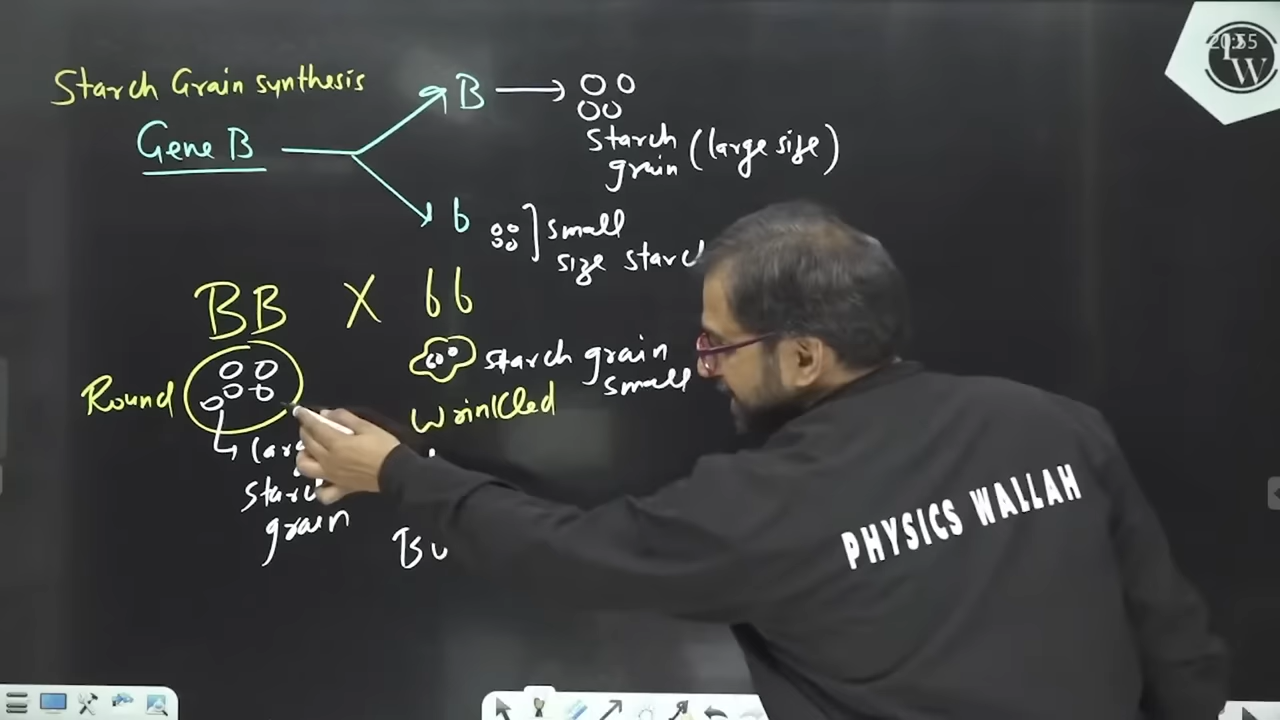 Starch Grain synthesis
Gene B
B
Starch
grain (large size)
b
small
size starc
BB X bb
starch grain
small
Round
Wrinkled
grain
PHYSICS WALLAH
W